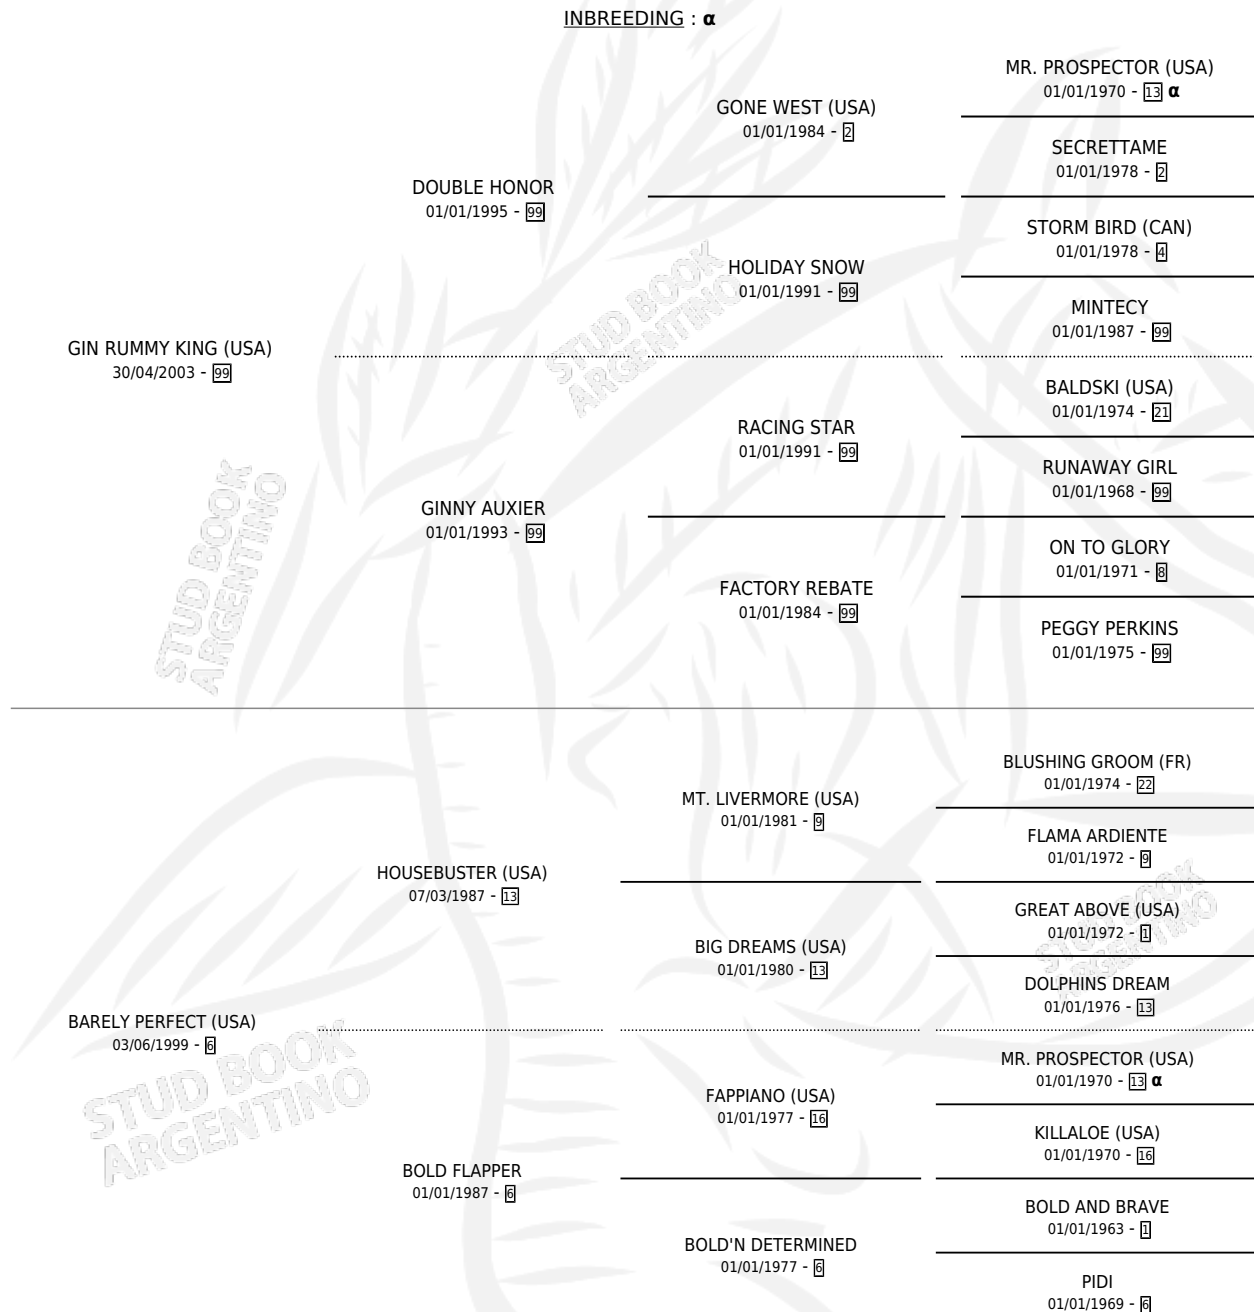 INBREEDING : α
MR. PROSPECTOR (USA)
01/01/1970 - 13 α
GONE WEST (USA)
01/01/1984 - 2
SECRETTAME
01/01/1978 - 2
DOUBLE HONOR
01/01/1995 - 99
STORM BIRD (CAN)
01/01/1978 - 4
HOLIDAY SNOW
01/01/1991 - 99
MINTECY
01/01/1987 - 99
GIN RUMMY KING (USA)
30/04/2003 - 99
BALDSKI (USA)
01/01/1974 - 21
RACING STAR
01/01/1991 - 99
RUNAWAY GIRL
01/01/1968 - 99
GINNY AUXIER
01/01/1993 - 99
ON TO GLORY
01/01/1971 - 8
FACTORY REBATE
01/01/1984 - 99
PEGGY PERKINS
01/01/1975 - 99
BLUSHING GROOM (FR)
01/01/1974 - 22
MT. LIVERMORE (USA)
01/01/1981 - 9
FLAMA ARDIENTE
01/01/1972 - 9
HOUSEBUSTER (USA)
07/03/1987 - 13
GREAT ABOVE (USA)
01/01/1972 - 1
BIG DREAMS (USA)
01/01/1980 - 13
DOLPHINS DREAM
01/01/1976 - 13
BARELY PERFECT (USA)
03/06/1999 - 6
MR. PROSPECTOR (USA)
01/01/1970 - 13 α
FAPPIANO (USA)
01/01/1977 - 16
KILLALOE (USA)
01/01/1970 - 16
BOLD FLAPPER
01/01/1987 - 6
BOLD AND BRAVE
01/01/1963 - 1
BOLD'N DETERMINED
01/01/1977 - 6
PIDI
01/01/1969 - 6
STUD BOOK
ARGENTINO
STUD BOOK
ARGENTINO
STUD BOOK
ARGENTINO
STUD BOOK
ARGENTINO